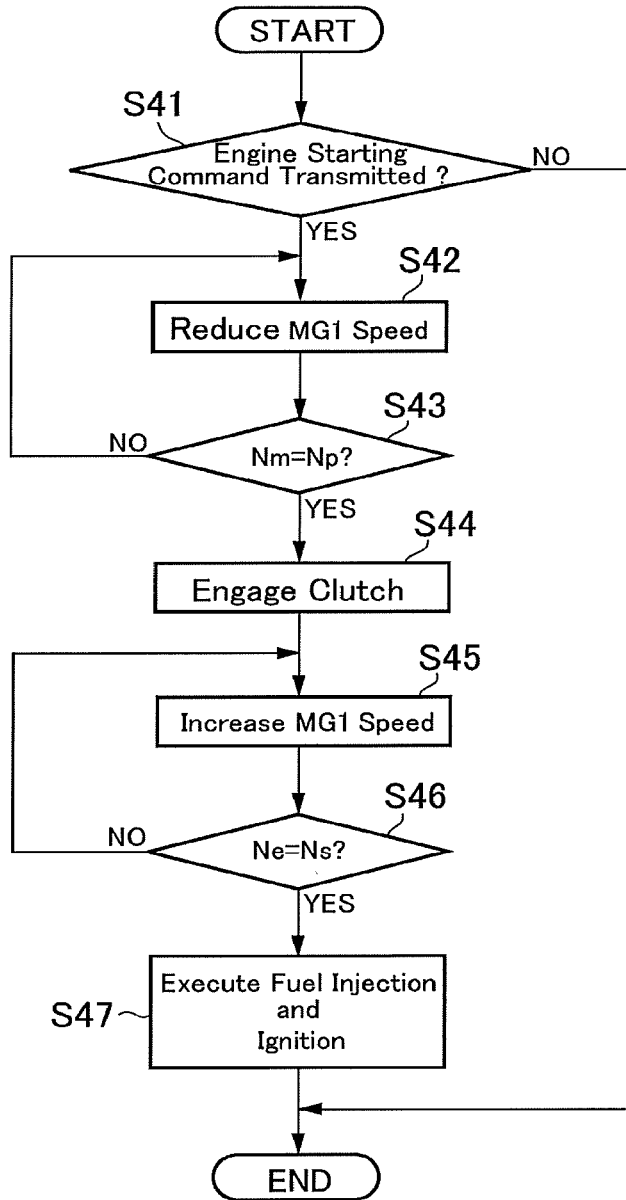 START
S41
Engine Starting
Command Transmitted ?
NO
YES
S42
Reduce MG1 Speed
S43
NO
Nm=Np?
YES
S44
Engage Clutch
S45
Increase MG1 Speed
S46
NO
Ne=Ns?
YES
S47
Execute Fuel Injection
and
Ignition
END